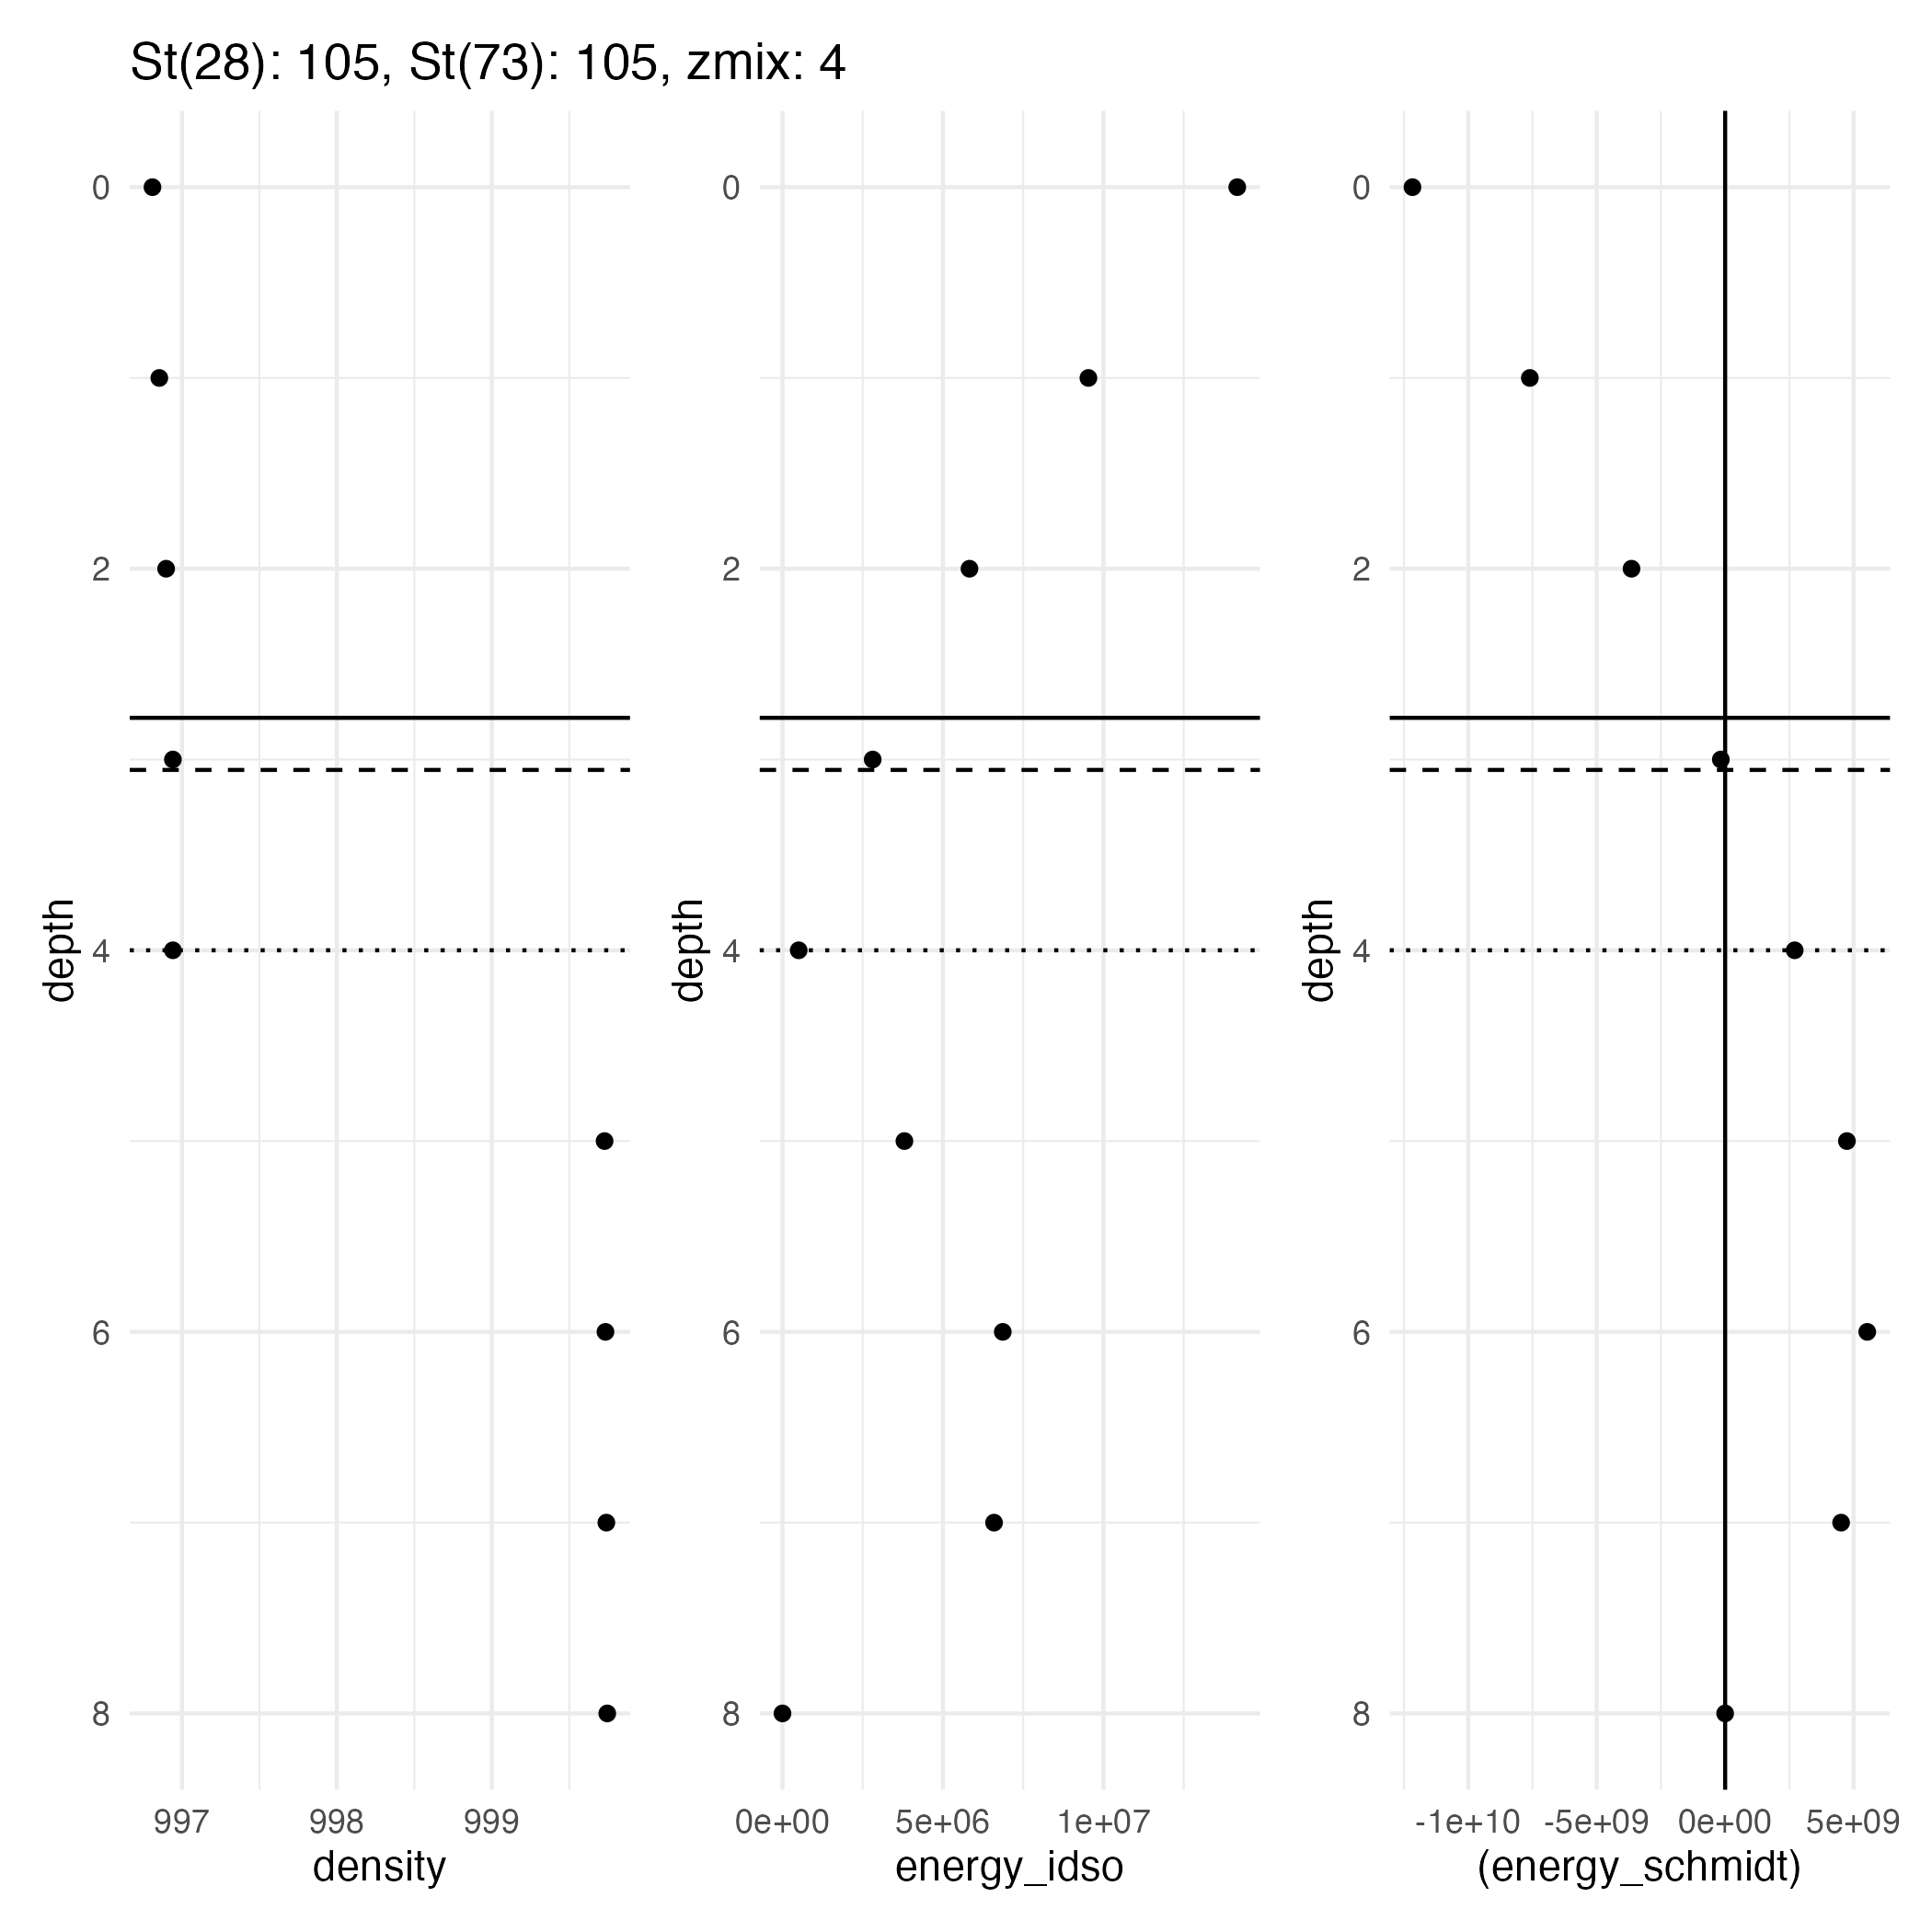 St(28): 105, St(73): 105, zmix: 4
depth
0
2
4
6
8
997 998 999
density
depth
0
2
4
6
8
0e+00 5e+06 1e+07
energy_idso
depth
0
2
4
6
8
-1e+10 -5e+09 0e+00 5e+09
(energy_schmidt)